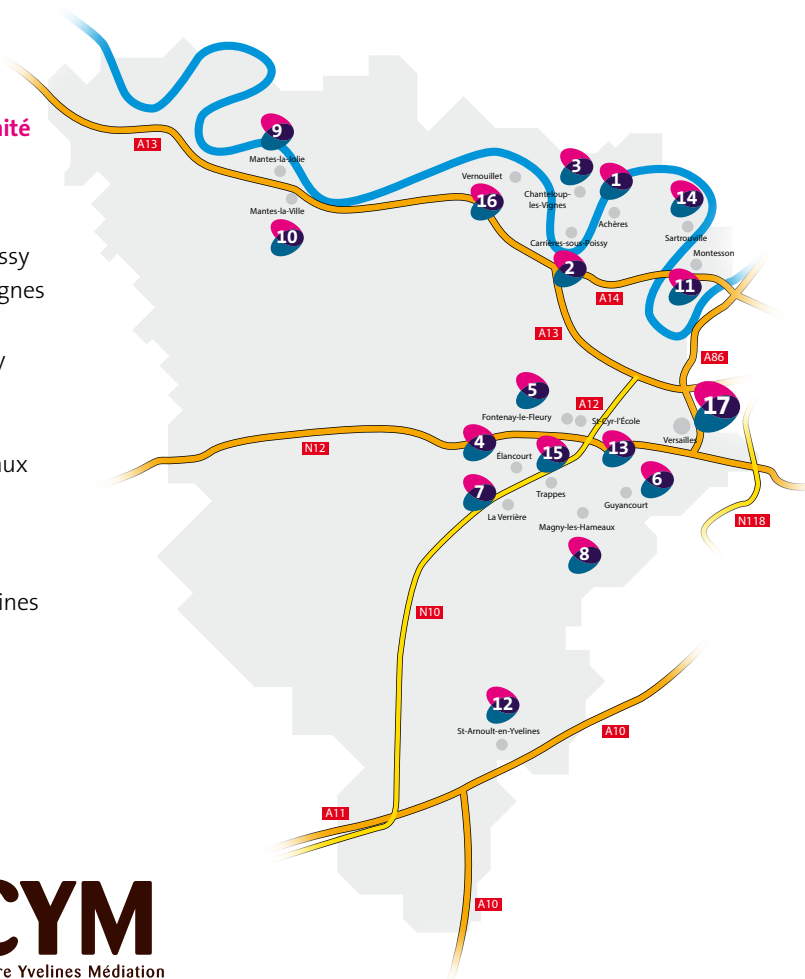 nité
ssy
gnes
y
aux
ines
9
Mantes-la-Jolie
A13
Mantes-la-Ville
10
Vernouillet
16
3
Chanteloup-
les-Vignes
1
Achères
14
Sartrouville
Carrières-sous-Poissy
2
Montesson
11
A14
A13
A86
5
Fontenay-le-Fleury
A12
St-Cyr-l'École
17
Versailles
N12
4
Élancourt
15
Trappes
13
6
Guyancourt
7
La Verrière
Magny-les-Hameaux
8
N118
N10
12
St-Arnoult-en-Yvelines
A10
A11
A10
CYM
re Yvelines Médiation